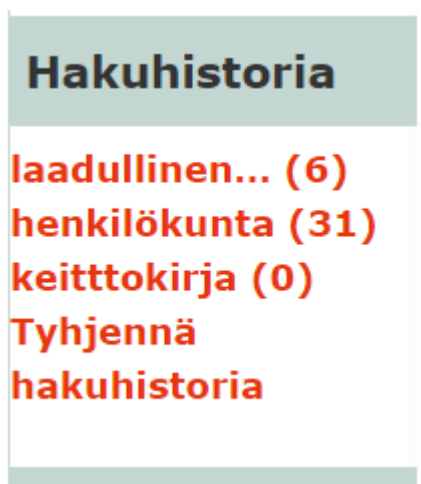 Hakuhistoria
laadullinen... (6)
henkilökunta (31)
keitttokirja (0)
Tyhjennä
hakuhistoria